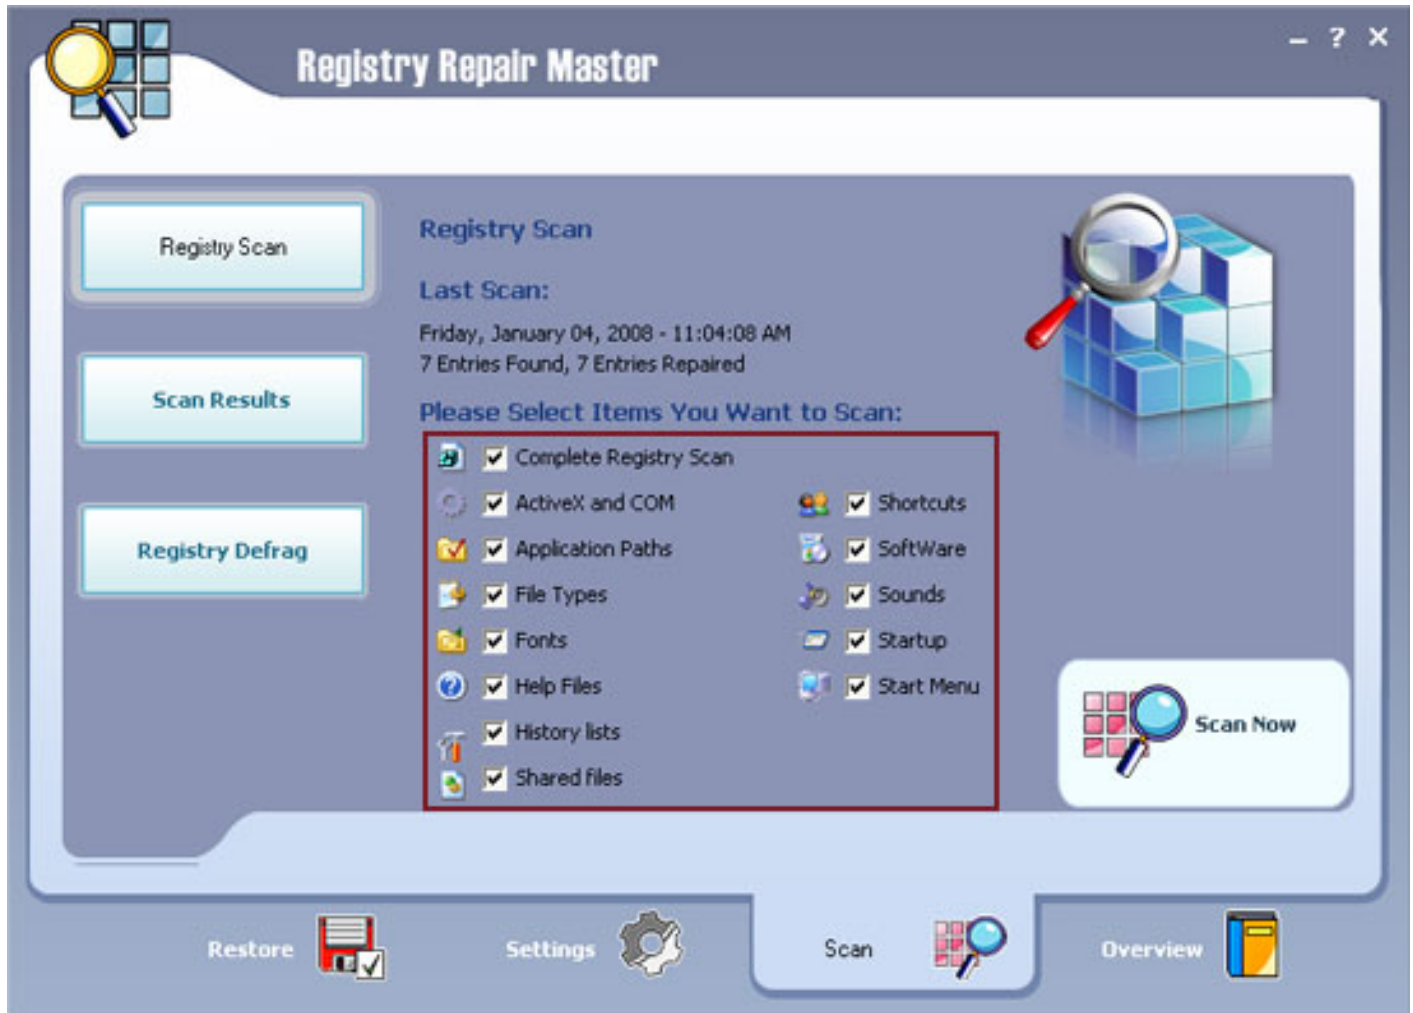 Registry Repair Master
– ? ×
Registry Scan
Scan Results
Registry Defrag
Registry Scan
Last Scan:
Friday, January 04, 2008 - 11:04:08 AM
7 Entries Found, 7 Entries Repaired
Please Select Items You Want to Scan:
Complete Registry Scan
ActiveX and COM
Application Paths
File Types
Fonts
Help Files
History lists
Shared files
Shortcuts
SoftWare
Sounds
Startup
Start Menu
Scan Now
Restore
Settings
Scan
Overview